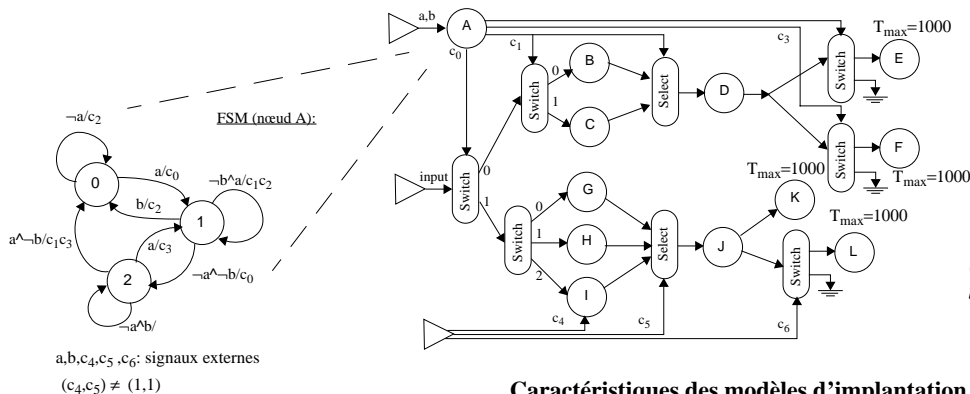 a,b
A
c0
c1
c3
Tmax=1000
B
0
Switch
1
C
Select
D
Switch
E
Switch
F
Tmax=1000
FSM (nœud A):
¬a/c2
0
a/c0
b/c2
¬b^a/c1c2
1
a^¬b/c1c3
a/c3
2
¬a^¬b/c0
¬a^b/
input
Switch
0
1
Switch
0
1
2
G
H
I
Select
J
Tmax=1000
K
Tmax=1000
Switch
L
c4
c5
c6
a,b,c4,c5 ,c6: signaux externes
(c4,c5) ≠ (1,1)
Caractéristiques des modèles d'implantation